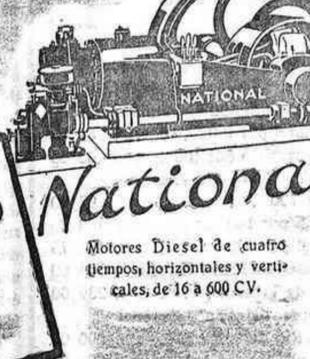 NATIONAL
Nationa
Motores Diesel de cuatro
tiempos, horizontales y verti-
cales, de 16 a 600 CV.